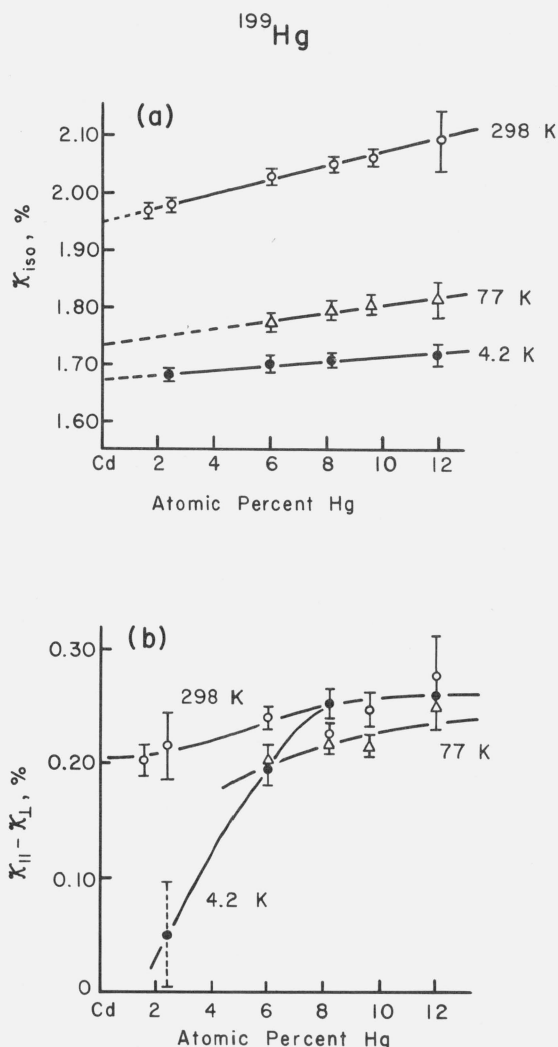 199Hg
(a)
2.10
298 K
2.00
1.90
𝒦iso, %
1.80
77 K
1.70
4.2 K
1.60
Cd 2 4 6 8 10 12
Atomic Percent Hg
(b)
0.30
298 K
0.20
77 K
𝒦|| – 𝒦⊥, %
0.10
4.2 K
0
Cd 2 4 6 8 10 12
Atomic Percent Hg